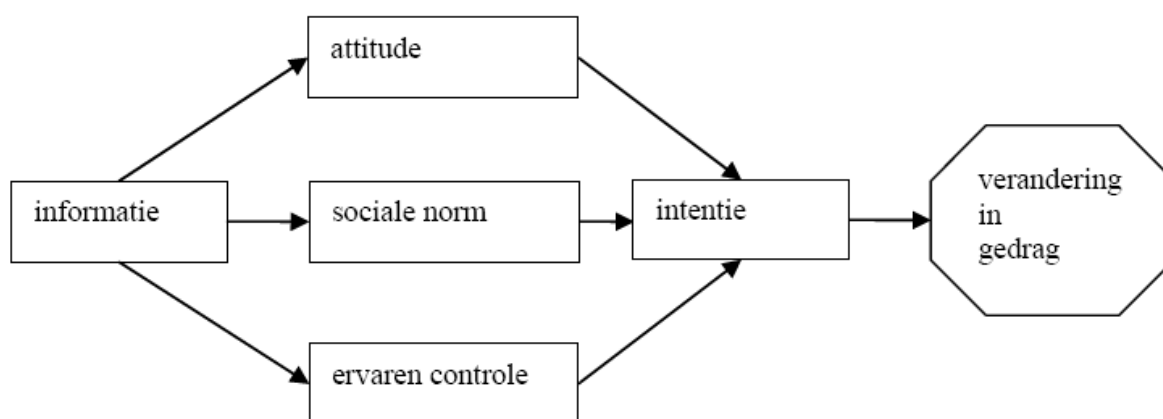 attitude
informatie
sociale norm
intentie
verandering
in
gedrag
ervaren controle